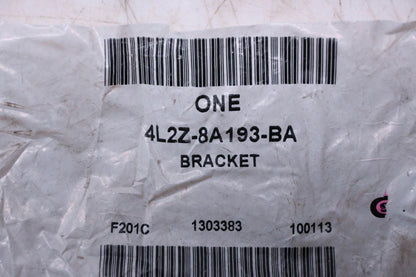 ONE
4L2Z-8A193-BA
BRACKET
F201C 1303383 100113